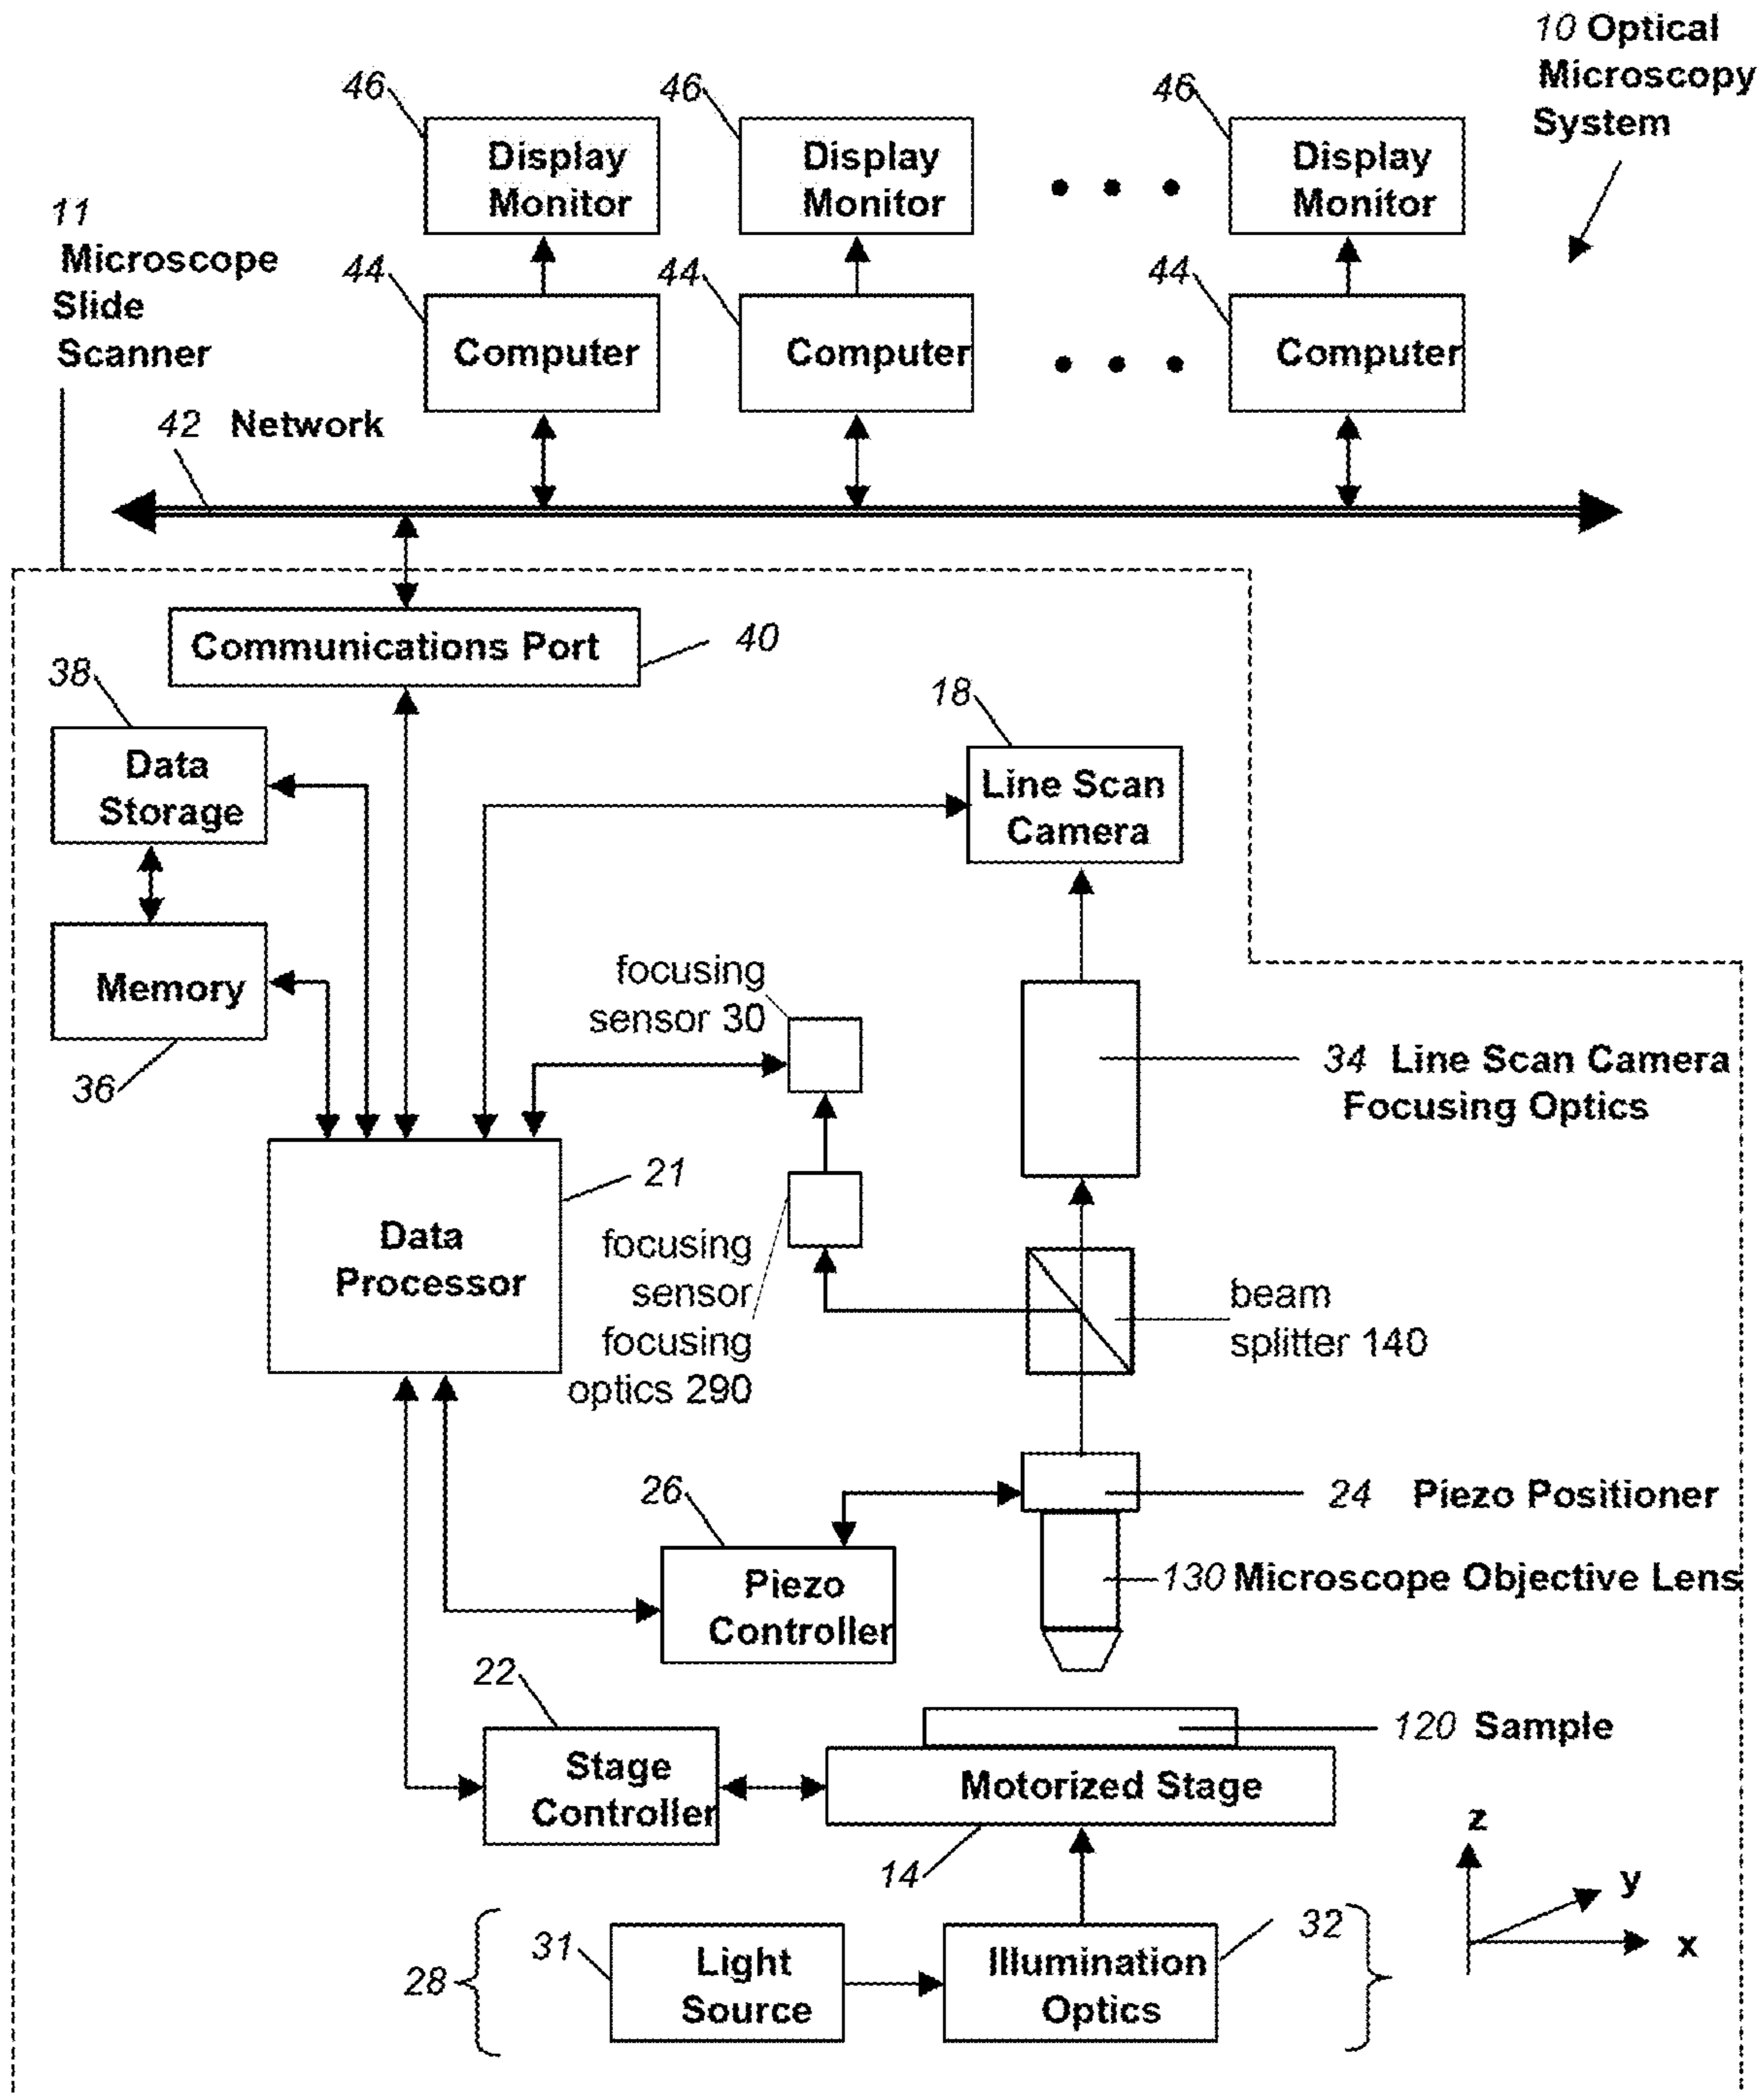 10 Optical
Microscopy
System
46
46
46
Display
Monitor
Display
Monitor
Display
Monitor
11
Microscope
Slide
Scanner
44
44
44
Computer
Computer
Computer
42 Network
Communications Port
40
38
Data
Storage
18
Line Scan
Camera
Memory
36
focusing
sensor 30
34 Line Scan Camera
Focusing Optics
21
Data
Processor
focusing
sensor
focusing
optics 290
beam
splitter 140
26
24 Piezo Positioner
Piezo
Controller
130 Microscope Objective Lens
22
Stage
Controller
120 Sample
Motorized Stage
14
z
y
x
28
31
Light
Source
Illumination
Optics
32